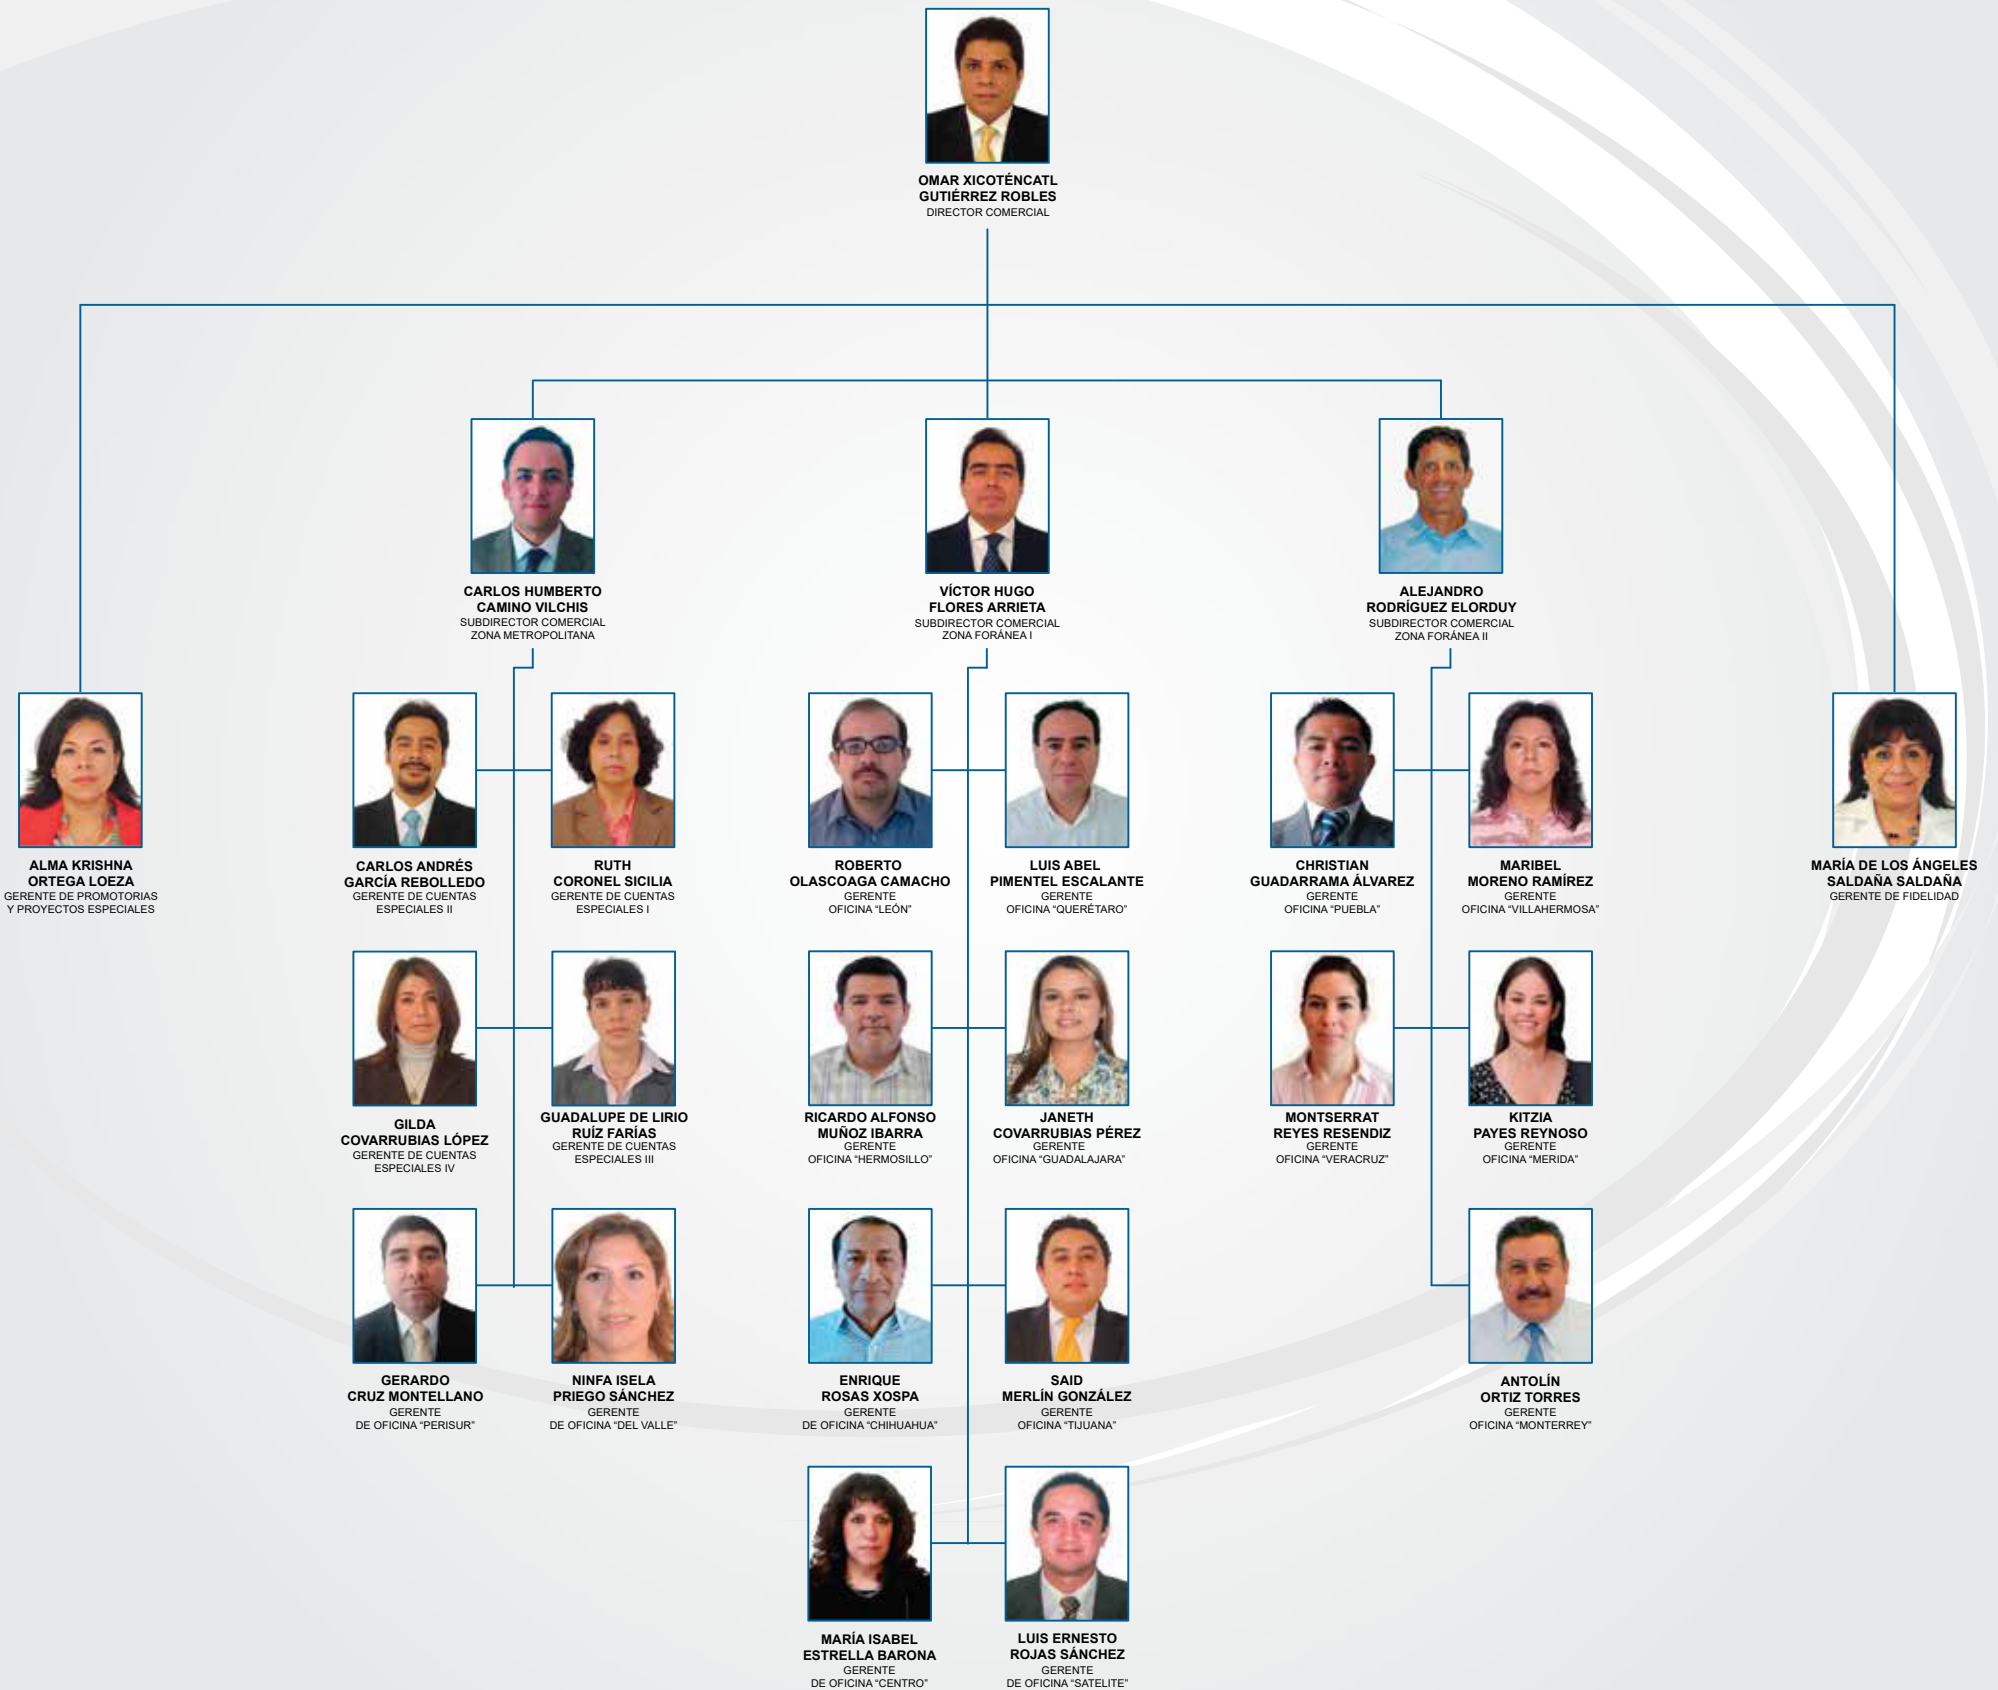 OMAR XICOTÉNCATL
GUTIÉRREZ ROBLES
DIRECTOR COMERCIAL
CARLOS HUMBERTO
CAMINO VILCHIS
SUBDIRECTOR COMERCIAL
ZONA METROPOLITANA
VÍCTOR HUGO
FLORES ARRIETA
SUBDIRECTOR COMERCIAL
ZONA FORÁNEA I
ALEJANDRO
RODRÍGUEZ ELORDUY
SUBDIRECTOR COMERCIAL
ZONA FORÁNEA II
ALMA KRISHNA
ORTEGA LOEZA
GERENTE DE PROMOTORIAS
Y PROYECTOS ESPECIALES
CARLOS ANDRÉS
GARCÍA REBOLLEDO
GERENTE DE CUENTAS
ESPECIALES II
RUTH
CORONEL SICILIA
GERENTE DE CUENTAS
ESPECIALES I
ROBERTO
OLASCOAGA CAMACHO
GERENTE
OFICINA “LEÓN”
LUIS ABEL
PIMENTEL ESCALANTE
GERENTE
OFICINA “QUERÉTARO”
CHRISTIAN
GUADARRAMA ÁLVAREZ
GERENTE
OFICINA “PUEBLA”
MARIBEL
MORENO RAMÍREZ
GERENTE
OFICINA “VILLAHERMOSA”
MARÍA DE LOS ÁNGELES
SALDAÑA SALDAÑA
GERENTE DE FIDELIDAD
GILDA
COVARRUBIAS LÓPEZ
GERENTE DE CUENTAS
ESPECIALES IV
GUADALUPE DE LIRIO
RUÍZ FARÍAS
GERENTE DE CUENTAS
ESPECIALES III
RICARDO ALFONSO
MUÑOZ IBARRA
GERENTE
OFICINA “HERMOSILLO”
JANETH
COVARRUBIAS PÉREZ
GERENTE
OFICINA “GUADALAJARA”
MONTSERRAT
REYES RESENDIZ
GERENTE
OFICINA “VERACRUZ”
KITZIA
PAYES REYNOSO
GERENTE
OFICINA “MERIDA”
GERARDO
CRUZ MONTELLANO
GERENTE
DE OFICINA “PERISUR”
NINFA ISELA
PRIEGO SÁNCHEZ
GERENTE
DE OFICINA “DEL VALLE”
ENRIQUE
ROSAS XOSPA
GERENTE
DE OFICINA “CHIHUAHUA”
SAID
MERLÍN GONZÁLEZ
GERENTE
OFICINA “TIJUANA”
ANTOLÍN
ORTIZ TORRES
GERENTE
OFICINA “MONTERREY”
MARÍA ISABEL
ESTRELLA BARONA
GERENTE
DE OFICINA “CENTRO”
LUIS ERNESTO
ROJAS SÁNCHEZ
GERENTE
DE OFICINA “SATELITE”